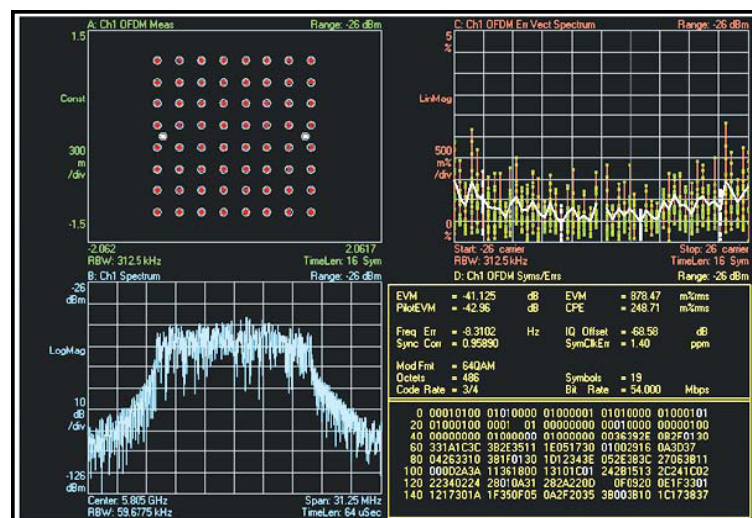 A: Ch1 OFDM Meas Range: -26 dBm
1.5
Const
300
m
/div
-1.5
-2.062 2.0617
RBW: 312.5 kHz TimeLen: 16 Sym
C: Ch1 OFDM Err Vect Spectrum Range: -26 dBm
5
%
LinMag
500
m%
/div
0
%
Start: -26 carrier Stop: 26 carrier
RBW: 312.5 kHz TimeLen: 16 Sym
B: Ch1 Spectrum Range: -26 dBm
-26
dBm
LogMag
10
dB
/div
-126
dBm
Center: 5.805 GHz Span: 31.25 MHz
RBW: 59.6775 kHz TimeLen: 64 uSec
D: Ch1 OFDM Syms/Errs Range: -26 dBm
EVM = -41.125 dB EVM = 878.47 m%rms
PilotEVM = -42.96 dB CPE = 248.71 m%rms
Freq Err = -8.3102 Hz IQ Offset = -68.58 dB
Sync Corr = 0.95890 SymClkErr = 1.40 ppm
Mod Fmt = 64QAM
Octets = 486 Symbols = 19
Code Rate = 3/4 Bit Rate = 54.000 Mbps
0 00010100 01010000 01000001 01010000 01000101
20 01000100 0001 01 00000000 00010000 00000100
40 00000000 01000000 01000000 0036392E 0B2F0130
60 331A1C3C 3B2E3511 1E051730 01002916 0A3D37
80 04263310 381F0130 1D12343E 052E3B3C 27063B11
100 000D2A3A 11361800 13101C01 242B1513 2C241C02
120 22340224 28010A31 282A220D 0F0920 0E1F3301
140 1217301A 1F350F05 0A2F2035 3B003B10 1C173837